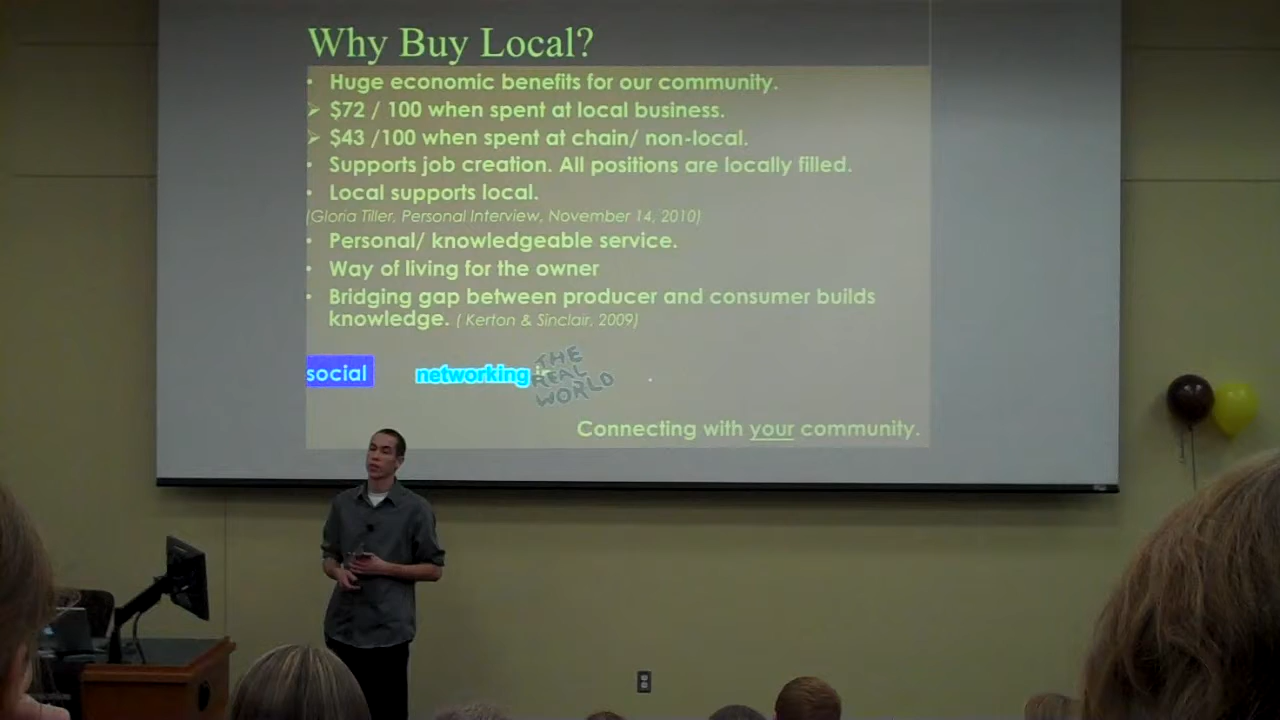 Why Buy Local?
• Huge economic benefits for our community.
➢ $72 / 100 when spent at local business.
➢ $43 /100 when spent at chain/ non-local.
• Supports job creation. All positions are locally filled.
• Local supports local.
(Gloria Tiller, Personal Interview, November 14, 2010)
• Personal/ knowledgeable service.
• Way of living for the owner
• Bridging gap between producer and consumer builds
knowledge. ( Kerton & Sinclair, 2009)
social networking
THE
REAL
WORLD
Connecting with your community.